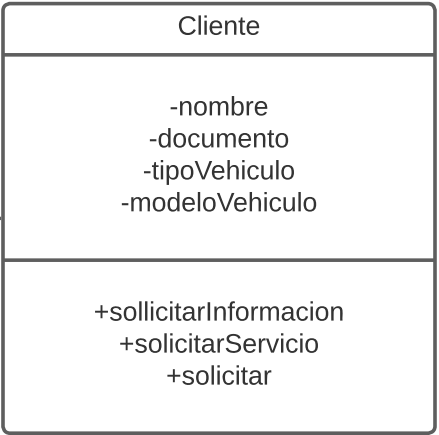 Cliente
-nombre
-documento
-tipoVehiculo
-modeloVehiculo
+sollicitarInformacion
+solicitarServicio
+solicitar